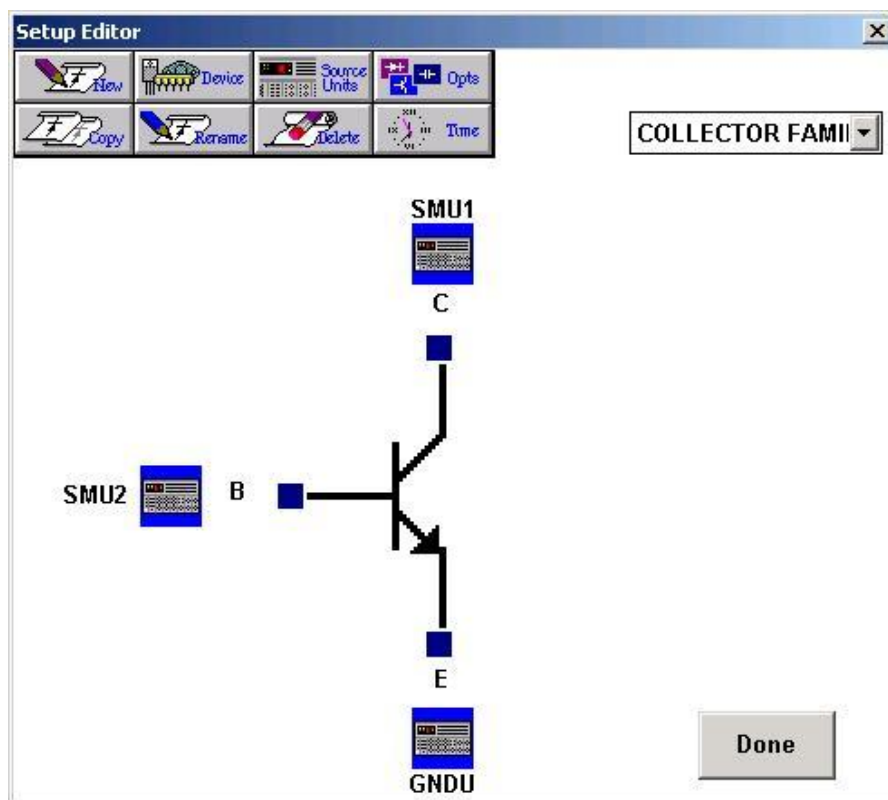 Setup Editor
New
Device
Source Units
Opts
Copy
Rename
Delete
Time
COLLECTOR FAMI
SMU1
C
SMU2
B
E
GNDU
Done